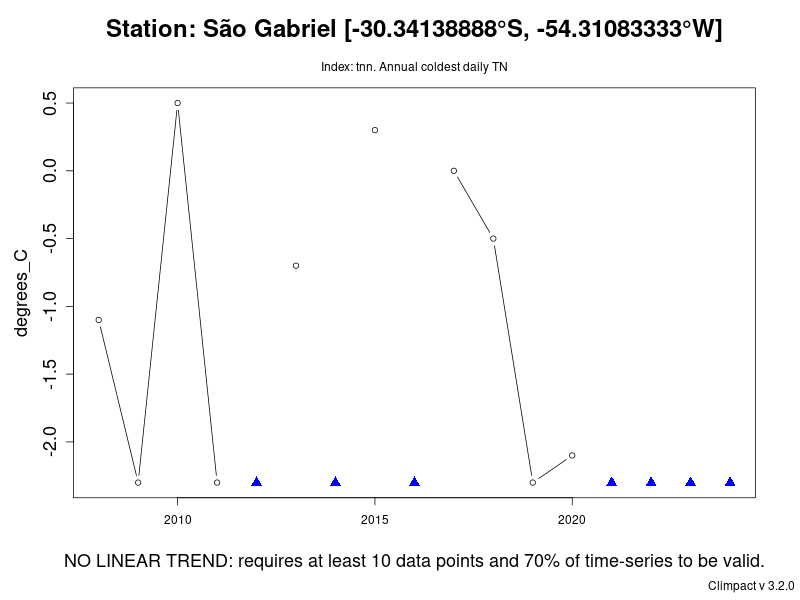 Station: São Gabriel [-30.34138888°S, -54.31083333°W]
Index: tnn. Annual coldest daily TN
degrees_C
0.5
0.0
-0.5
-1.0
-1.5
-2.0
2010 2015 2020
NO LINEAR TREND: requires at least 10 data points and 70% of time-series to be valid.
Climpact v 3.2.0